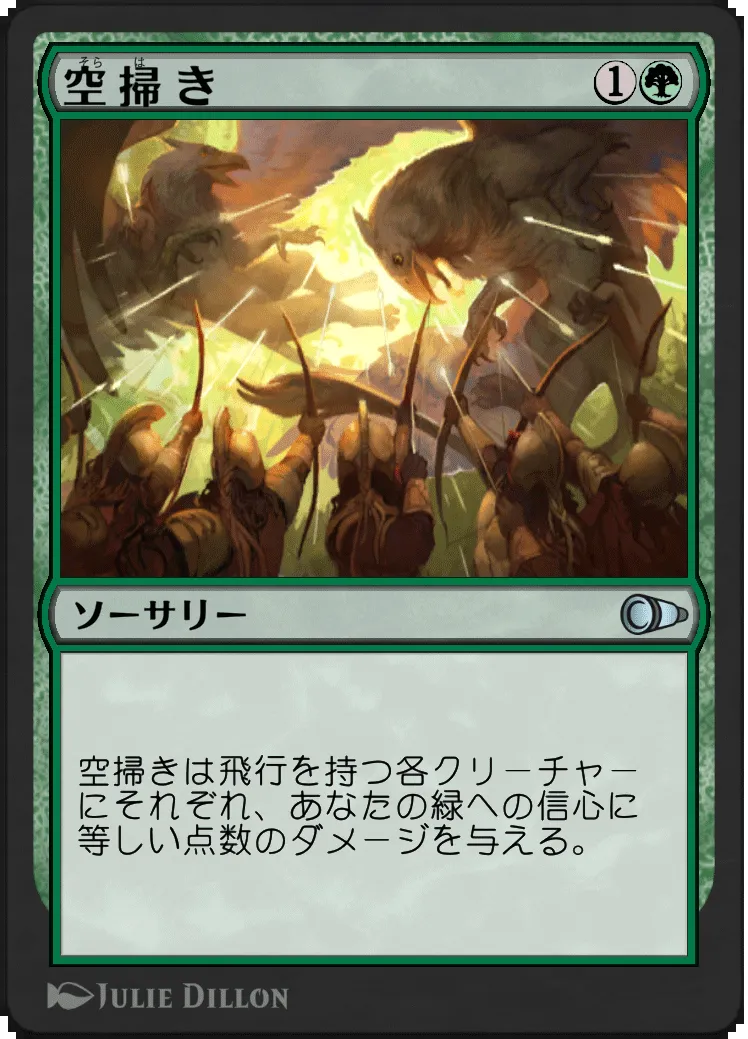 空掃き
そら は
1
ソーサリー
空掃きは飛行を持つ各クリーチャー
にそれぞれ、あなたの緑への信心に
等しい点数のダメージを与える。
JULIE DILLON